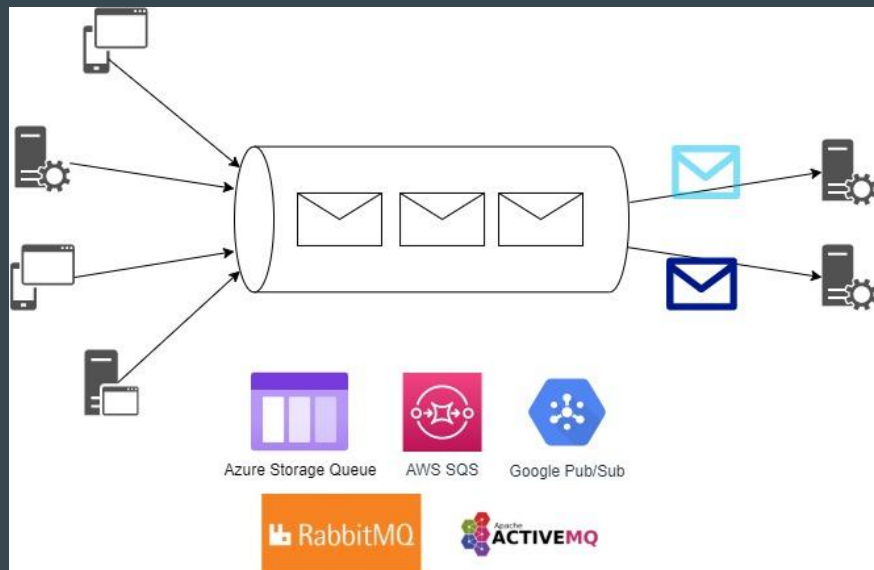 Azure Storage Queue
AWS SQS
Google Pub/Sub
RabbitMQ
Apache
ACTIVEMQ